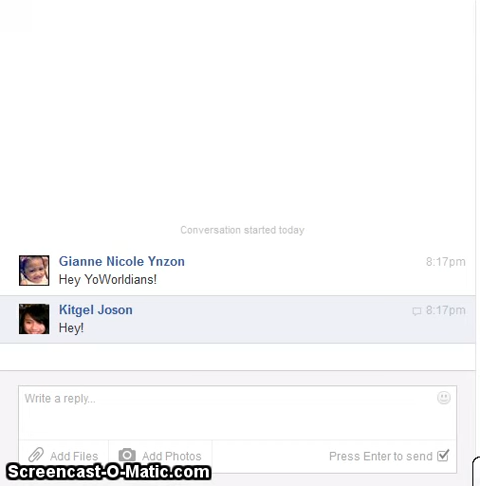 Conversation started today
Gianne Nicole Ynzon 8:17pm
Hey YoWorldians!
Kitgel Joson 8:17pm
Hey!
Write a reply...
Add Files Add Photos Press Enter to send
Screencast-O-Matic.com